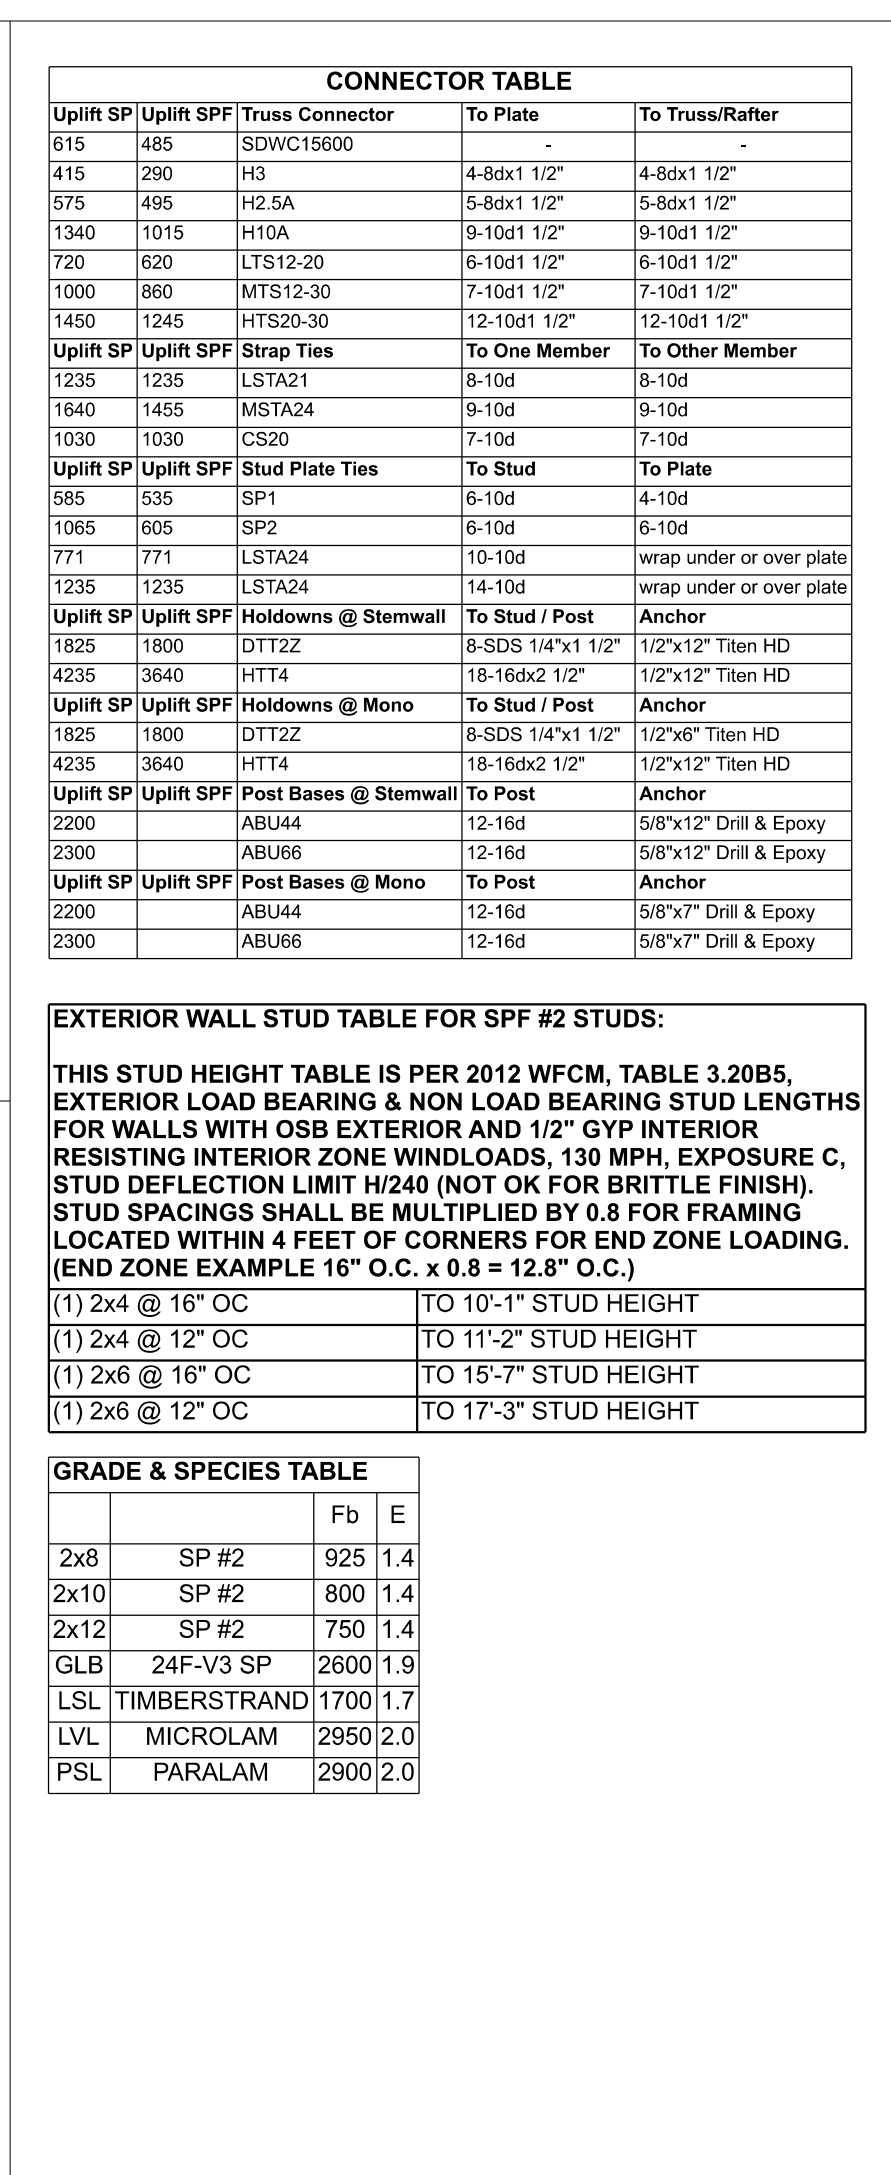 CONNECTOR TABLE
Uplift SP Uplift SPF Truss Connector To Plate To Truss/Rafter
615 485 SDWC15600 - -
415 290 H3 4-8dx1 1/2" 4-8dx1 1/2"
575 495 H2.5A 5-8dx1 1/2" 5-8dx1 1/2"
1340 1015 H10A 9-10d1 1/2" 9-10d1 1/2"
720 620 LTS12-20 6-10d1 1/2" 6-10d1 1/2"
1000 860 MTS12-30 7-10d1 1/2" 7-10d1 1/2"
1450 1245 HTS20-30 12-10d1 1/2" 12-10d1 1/2"
Uplift SP Uplift SPF Strap Ties To One Member To Other Member
1235 1235 LSTA21 8-10d 8-10d
1640 1455 MSTA24 9-10d 9-10d
1030 1030 CS20 7-10d 7-10d
Uplift SP Uplift SPF Stud Plate Ties To Stud To Plate
585 535 SP1 6-10d 4-10d
1065 605 SP2 6-10d 6-10d
771 771 LSTA24 10-10d wrap under or over plate
1235 1235 LSTA24 14-10d wrap under or over plate
Uplift SP Uplift SPF Holdowns @ Stemwall To Stud / Post Anchor
1825 1800 DTT2Z 8-SDS 1/4"x1 1/2" 1/2"x12" Titen HD
4235 3640 HTT4 18-16dx2 1/2" 1/2"x12" Titen HD
Uplift SP Uplift SPF Holdowns @ Mono To Stud / Post Anchor
1825 1800 DTT2Z 8-SDS 1/4"x1 1/2" 1/2"x6" Titen HD
4235 3640 HTT4 18-16dx2 1/2" 1/2"x12" Titen HD
Uplift SP Uplift SPF Post Bases @ Stemwall To Post Anchor
2200 ABU44 12-16d 5/8"x12" Drill & Epoxy
2300 ABU66 12-16d 5/8"x12" Drill & Epoxy
Uplift SP Uplift SPF Post Bases @ Mono To Post Anchor
2200 ABU44 12-16d 5/8"x7" Drill & Epoxy
2300 ABU66 12-16d 5/8"x7" Drill & Epoxy
EXTERIOR WALL STUD TABLE FOR SPF #2 STUDS:
THIS STUD HEIGHT TABLE IS PER 2012 WFCM, TABLE 3.20B5,
EXTERIOR LOAD BEARING & NON LOAD BEARING STUD LENGTHS
FOR WALLS WITH OSB EXTERIOR AND 1/2" GYP INTERIOR
RESISTING INTERIOR ZONE WINDLOADS, 130 MPH, EXPOSURE C,
STUD DEFLECTION LIMIT H/240 (NOT OK FOR BRITTLE FINISH).
STUD SPACINGS SHALL BE MULTIPLIED BY 0.8 FOR FRAMING
LOCATED WITHIN 4 FEET OF CORNERS FOR END ZONE LOADING.
(END ZONE EXAMPLE 16" O.C. x 0.8 = 12.8" O.C.)
(1) 2x4 @ 16" OC TO 10'-1" STUD HEIGHT
(1) 2x4 @ 12" OC TO 11'-2" STUD HEIGHT
(1) 2x6 @ 16" OC TO 15'-7" STUD HEIGHT
(1) 2x6 @ 12" OC TO 17'-3" STUD HEIGHT
GRADE & SPECIES TABLE
Fb E
2x8 SP #2 925 1.4
2x10 SP #2 800 1.4
2x12 SP #2 750 1.4
GLB 24F-V3 SP 2600 1.9
LSL TIMBERSTRAND 1700 1.7
LVL MICROLAM 2950 2.0
PSL PARALAM 2900 2.0